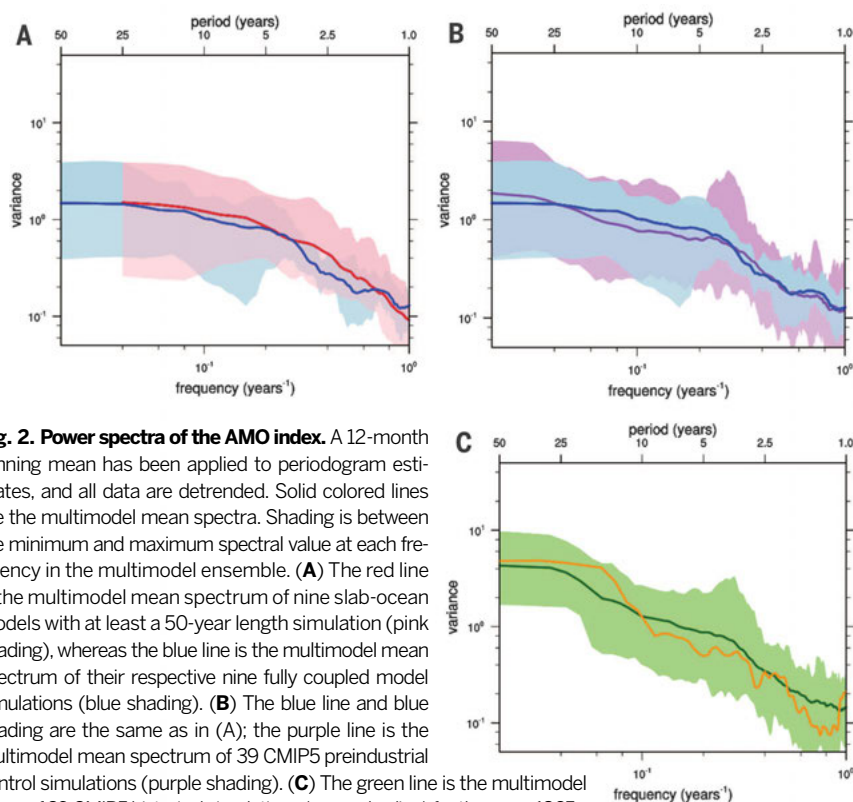 A
period (years)
50 25 10 5 2.5 1.0
10¹
10⁰
10⁻¹
variance
10⁻¹ 10⁰
frequency (years⁻¹)
B
period (years)
50 25 10 5 2.5 1.0
10¹
10⁰
10⁻¹
variance
10⁻¹ 10⁰
frequency (years⁻¹)
g. 2. Power spectra of the AMO index. A 12-month
nning mean has been applied to periodogram esti-
ates, and all data are detrended. Solid colored lines
e the multimodel mean spectra. Shading is between
e minimum and maximum spectral value at each fre-
ency in the multimodel ensemble. (A) The red line
the multimodel mean spectrum of nine slab-ocean
odels with at least a 50-year length simulation (pink
ading), whereas the blue line is the multimodel mean
ectrum of their respective nine fully coupled model
mulations (blue shading). (B) The blue line and blue
ading are the same as in (A); the purple line is the
ultimodel mean spectrum of 39 CMIP5 preindustrial
ntrol simulations (purple shading). (C) The green line is the multimodel
C
period (years)
50 25 10 5 2.5 1.0
10¹
10⁰
10⁻¹
variance
10⁻¹ 10⁰
frequency (years⁻¹)